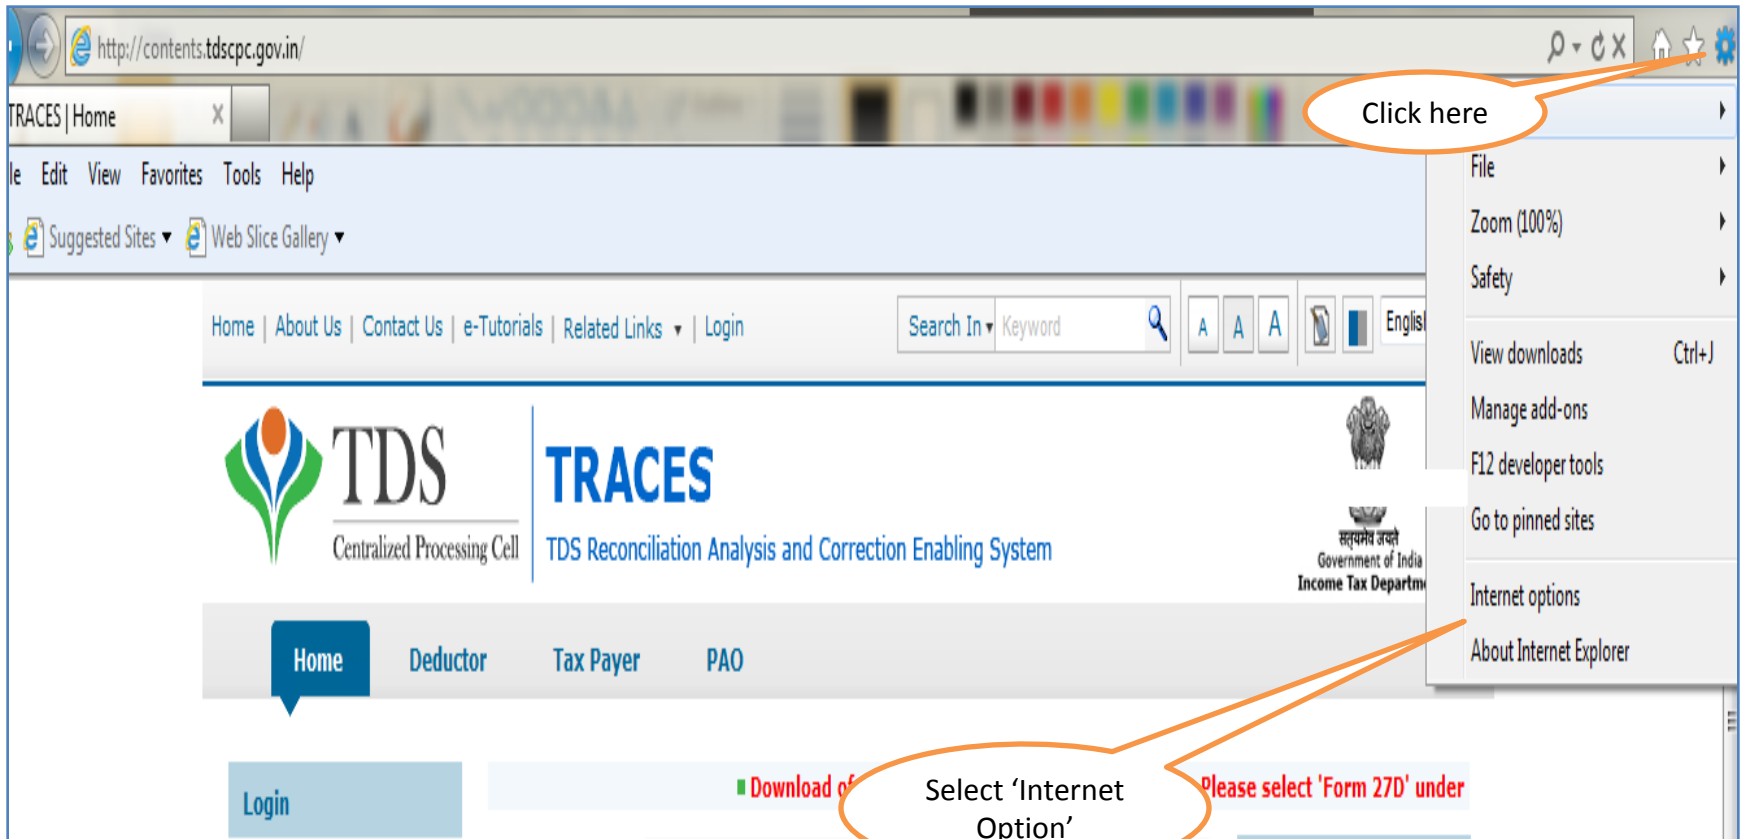 http://contents.tdscpc.gov.in/
TRACES | Home
Click here
le Edit View Favorites Tools Help
File
Suggested Sites Web Slice Gallery
Zoom (100%)
Safety
Home | About Us | Contact Us | e-Tutorials | Related Links | Login
Search In Keyword
A A A
English
View downloads Ctrl+J
Manage add-ons
F12 developer tools
Go to pinned sites
TDS
Centralized Processing Cell
TRACES
TDS Reconciliation Analysis and Correction Enabling System
सत्यमेव जयते
Government of India
Income Tax Departme
Internet options
About Internet Explorer
Home Deductor Tax Payer PAO
Login
Download of
Select ‘Internet
Option’
Please select 'Form 27D' under